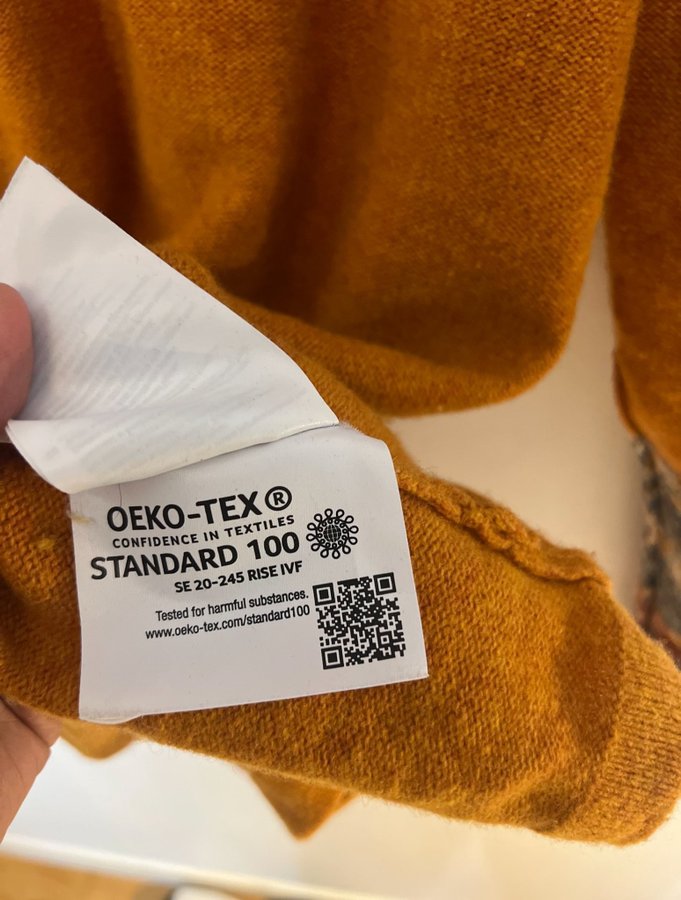 OEKO-TEX®
CONFIDENCE IN TEXTILES
STANDARD 100
SE 20-245 RISE IVF
Tested for harmful substances.
www.oeko-tex.com/standard100